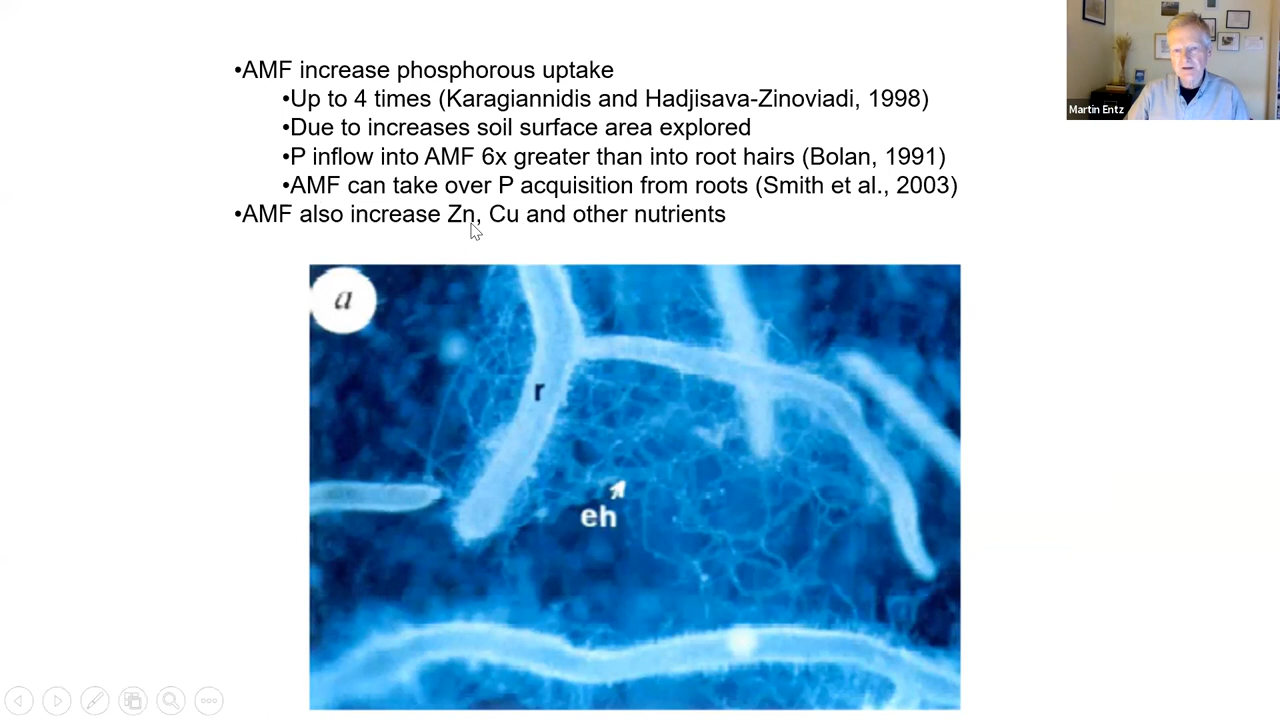 •AMF increase phosphorous uptake
•Up to 4 times (Karagiannidis and Hadjisava-Zinoviadi, 1998)
•Due to increases soil surface area explored
•P inflow into AMF 6x greater than into root hairs (Bolan, 1991)
•AMF can take over P acquisition from roots (Smith et al., 2003)
•AMF also increase Zn, Cu and other nutrients
Martin Entz
a
r
eh